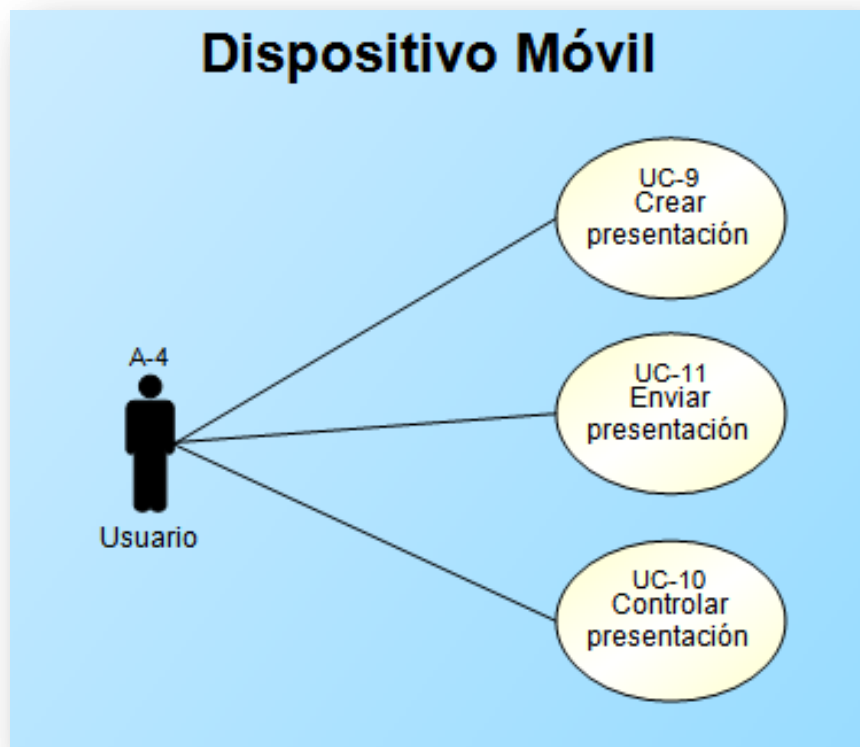 Dispositivo Móvil
UC-9
Crear
presentación
A-4
Usuario
UC-11
Enviar
presentación
UC-10
Controlar
presentación